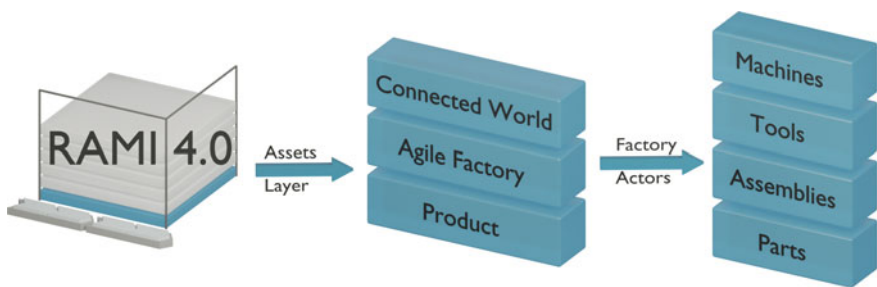 RAMI 4.0
Assets
Layer
Connected World
Agile Factory
Product
Factory
Actors
Machines
Tools
Assemblies
Parts